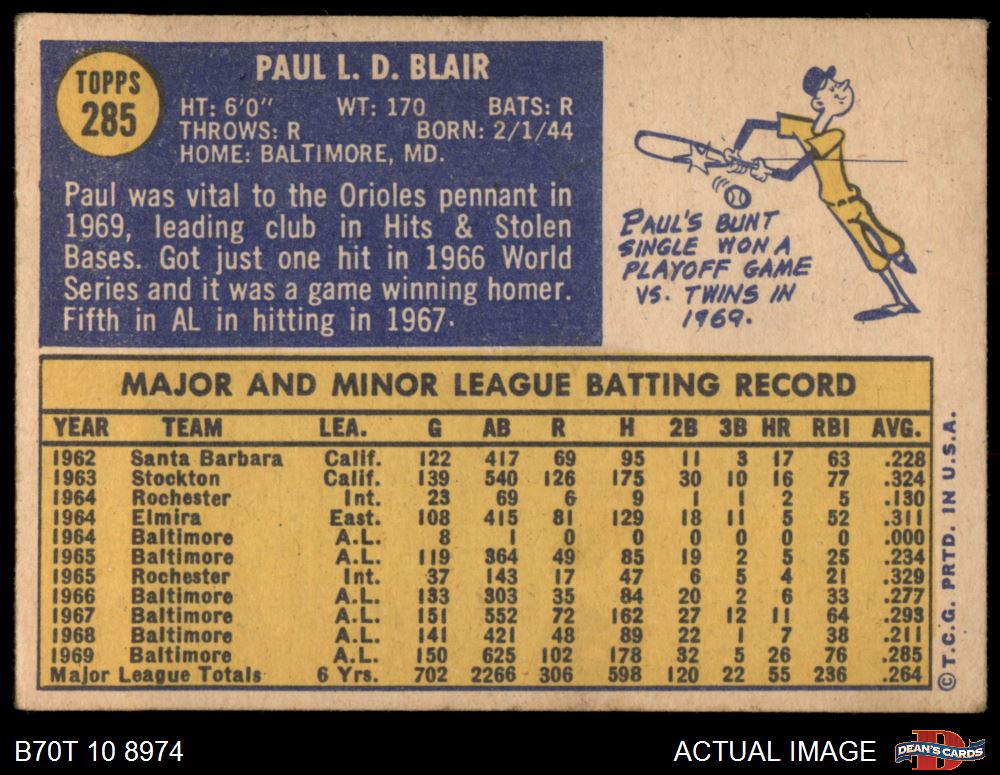 TOPPS
285
PAUL L. D. BLAIR
HT: 6'0" WT: 170 BATS: R
THROWS: R BORN: 2/1/44
HOME: BALTIMORE, MD.
Paul was vital to the Orioles pennant in
1969, leading club in Hits & Stolen
Bases. Got just one hit in 1966 World
Series and it was a game winning homer.
Fifth in AL in hitting in 1967.
PAUL'S BUNT
SINGLE WON A
PLAYOFF GAME
VS. TWINS IN
1969.
MAJOR AND MINOR LEAGUE BATTING RECORD
YEAR TEAM LEA. G AB R H 2B 3B HR RBI AVG.
1962 Santa Barbara Calif. 122 417 69 95 11 3 17 63 .228
1963 Stockton Calif. 139 540 126 175 30 10 16 77 .324
1964 Rochester Int. 23 69 6 9 1 1 2 5 .130
1964 Elmira East. 108 415 81 129 18 11 5 52 .311
1964 Baltimore A.L. 8 1 0 0 0 0 0 0 .000
1965 Baltimore A.L. 119 364 49 85 19 2 5 25 .234
1965 Rochester Int. 37 143 17 47 6 5 4 21 .329
1966 Baltimore A.L. 133 303 35 84 20 2 6 33 .277
1967 Baltimore A.L. 151 552 72 162 27 12 11 64 .293
1968 Baltimore A.L. 141 421 48 89 22 1 7 38 .211
1969 Baltimore A.L. 150 625 102 178 32 5 26 76 .285
Major League Totals 6 Yrs. 702 2266 306 598 120 22 55 236 .264
© T.C.G. PRTD. IN U.S.A.
B70T 10 8974
ACTUAL IMAGE
D
DEAN'S CARDS